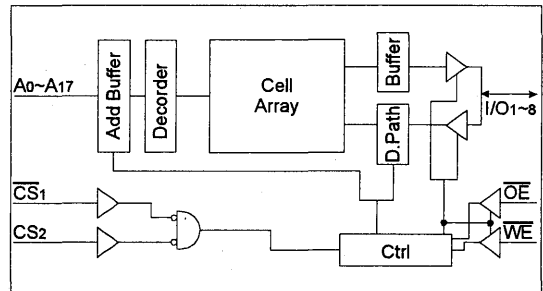 A0~A17
Add Buffer
Decorder
Cell
Array
Buffer
D.Path
I/O1~8
CS1
CS2
OE
WE
Ctrl